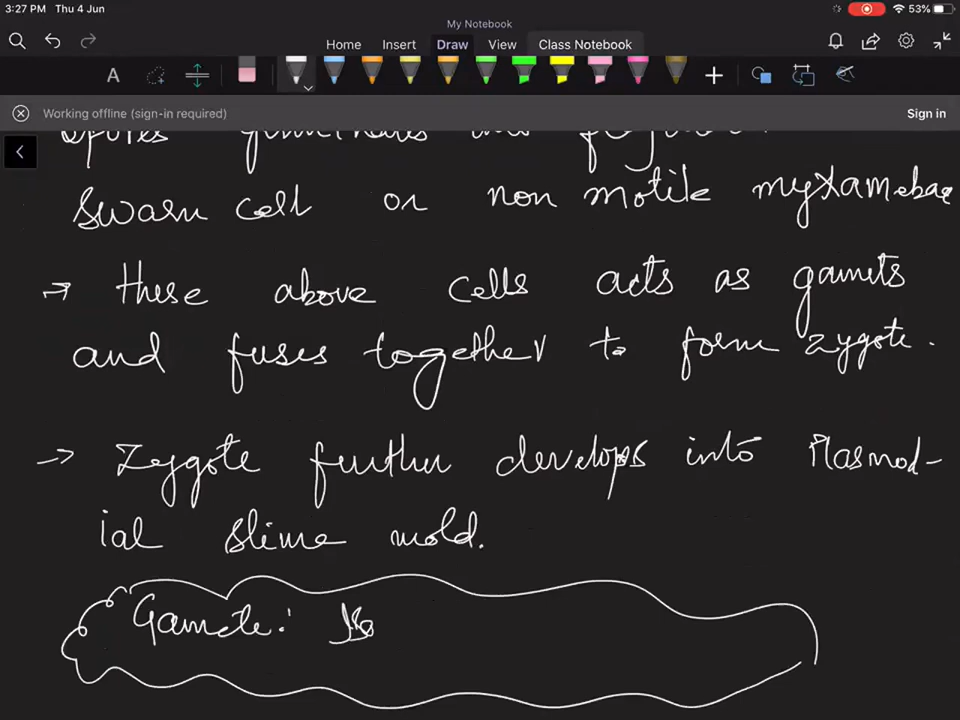 3:27 PM Thu 4 Jun
53%
My Notebook
Home Insert Draw View Class Notebook
A
Working offline (sign-in required) Sign in
Spores into
Swarm cell or non motile myxamebae
→ these above cells acts as gamets
and fuses together to form zygote.
→ Zygote further develops into Plasmod-
ial slime mold.
Gamete: